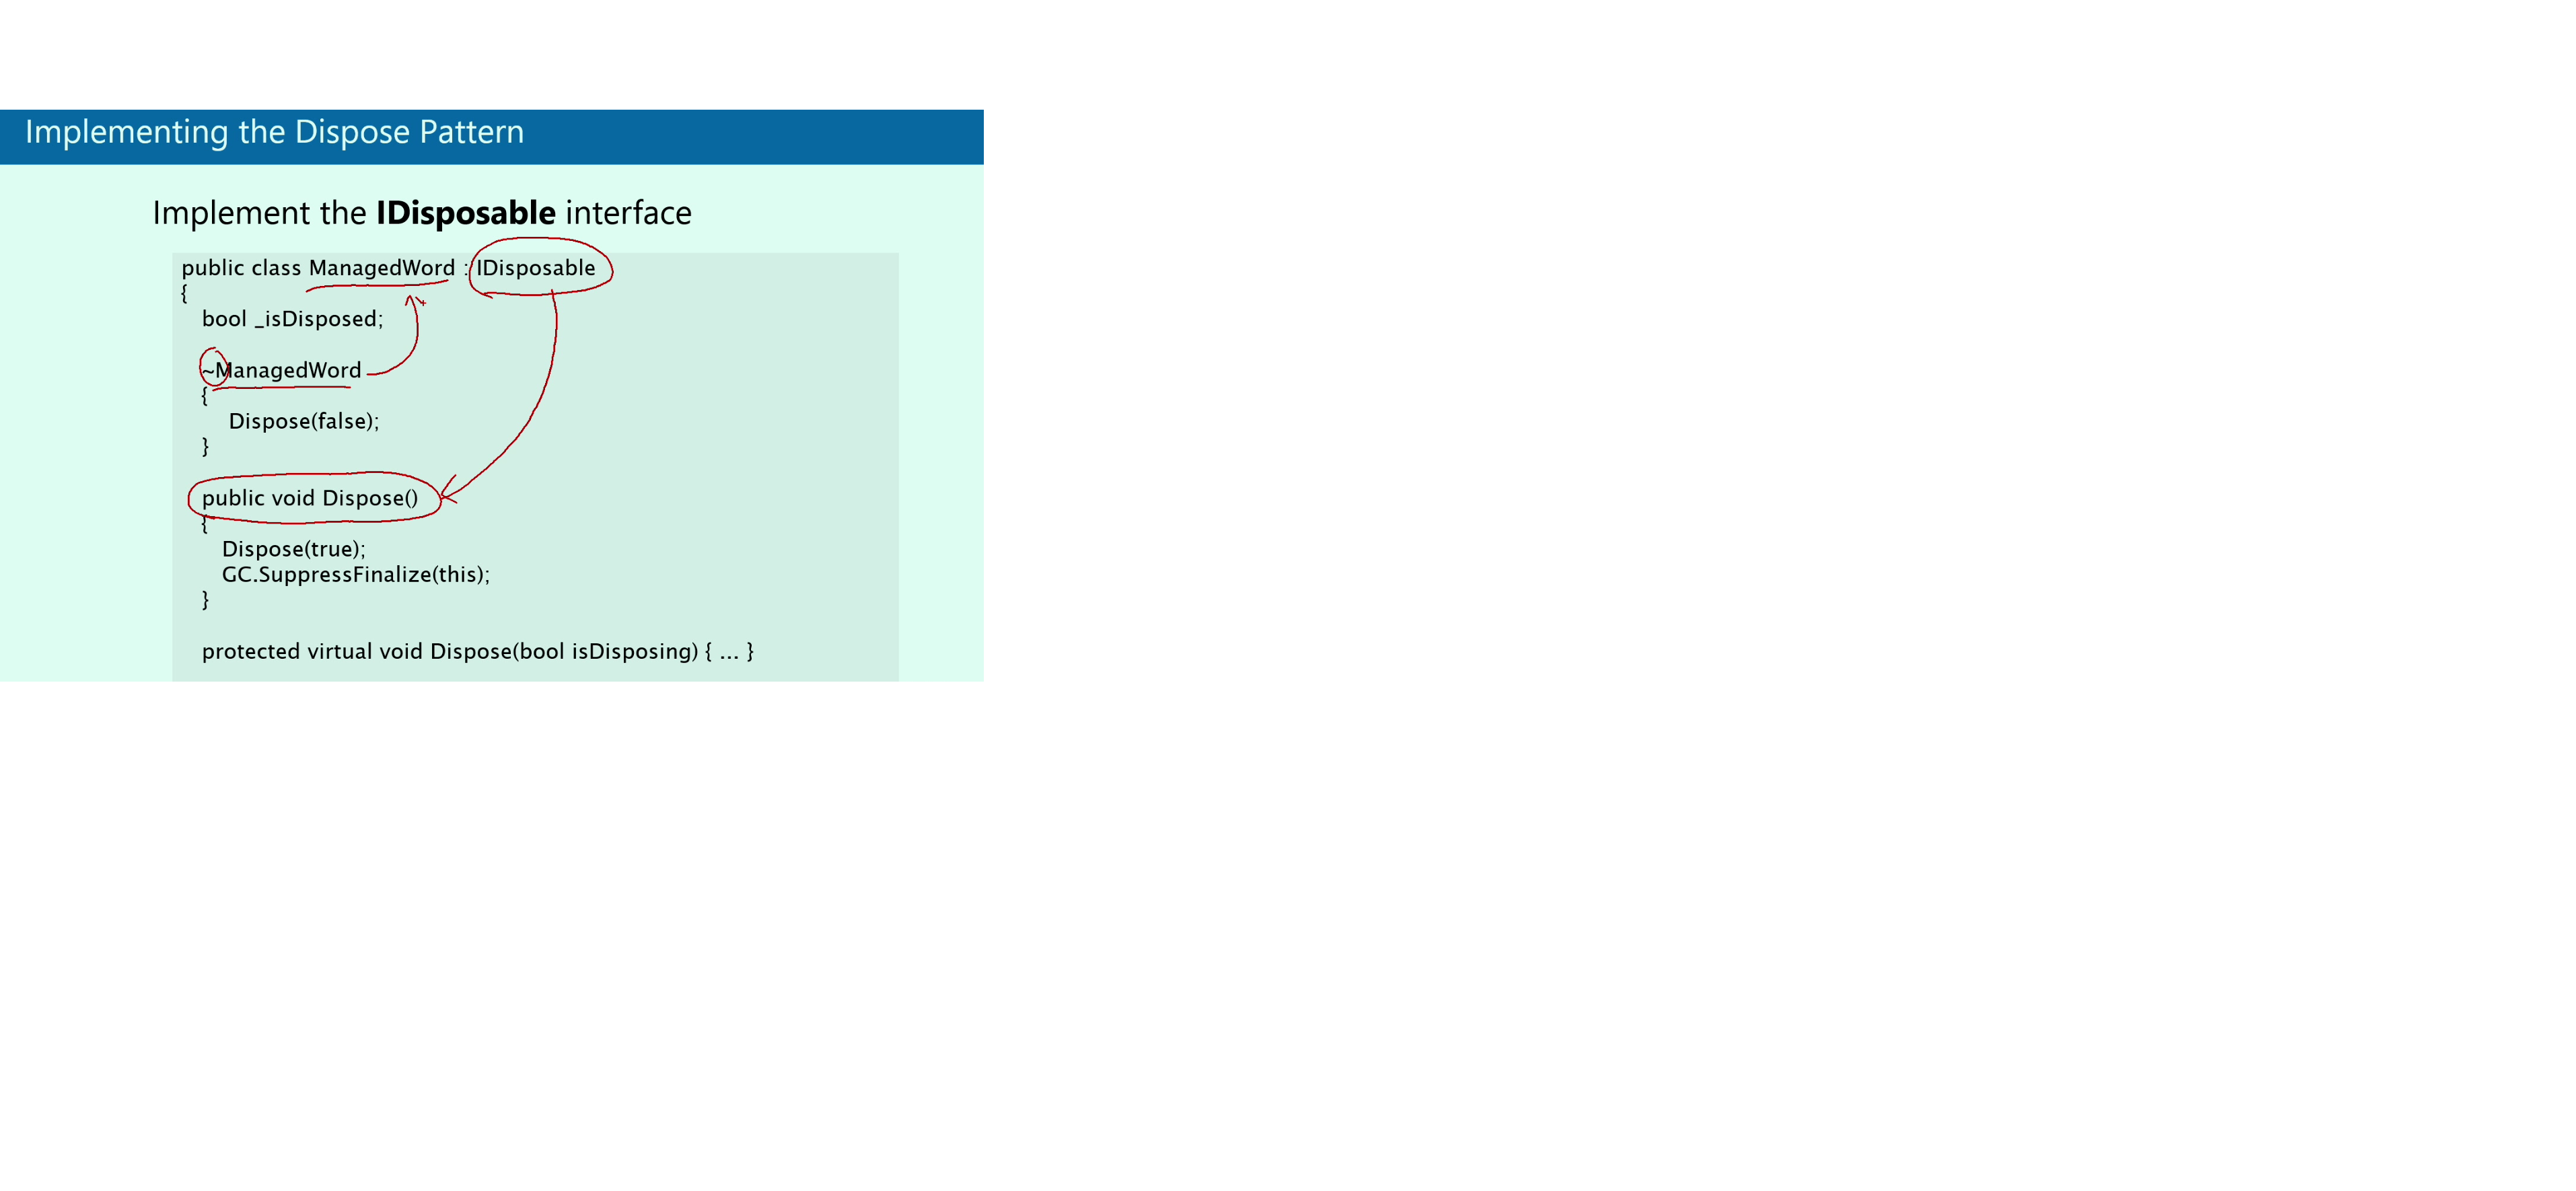 Implementing the Dispose Pattern
Implement the IDisposable interface
public class ManagedWord : IDisposable
{
bool _isDisposed;
~ManagedWord
{
Dispose(false);
}
public void Dispose()
{
Dispose(true);
GC.SuppressFinalize(this);
}
protected virtual void Dispose(bool isDisposing) { ... }